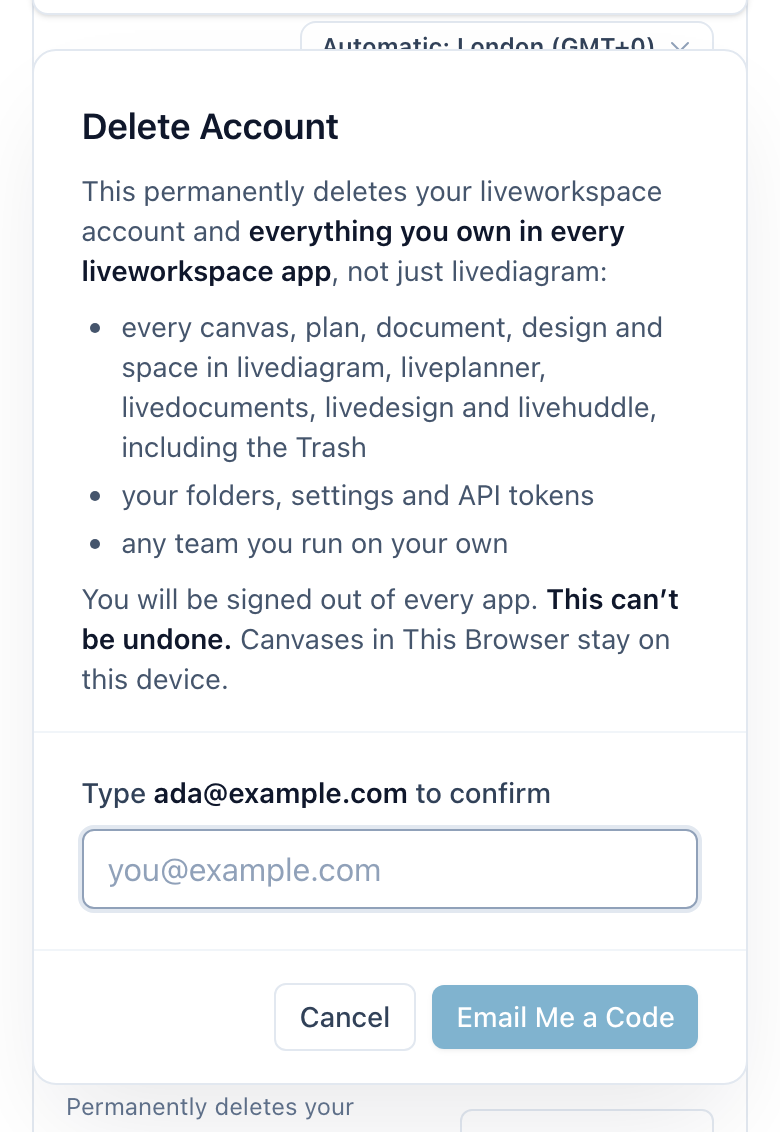 Automatic: London (GMT+0)
Delete Account
This permanently deletes your liveworkspace
account and everything you own in every
liveworkspace app, not just livediagram:
• every canvas, plan, document, design and
space in livediagram, liveplanner,
livedocuments, livedesign and livehuddle,
including the Trash
• your folders, settings and API tokens
• any team you run on your own
You will be signed out of every app. This can’t
be undone. Canvases in This Browser stay on
this device.
Type ada@example.com to confirm
you@example.com
Cancel
Email Me a Code
Permanently deletes your